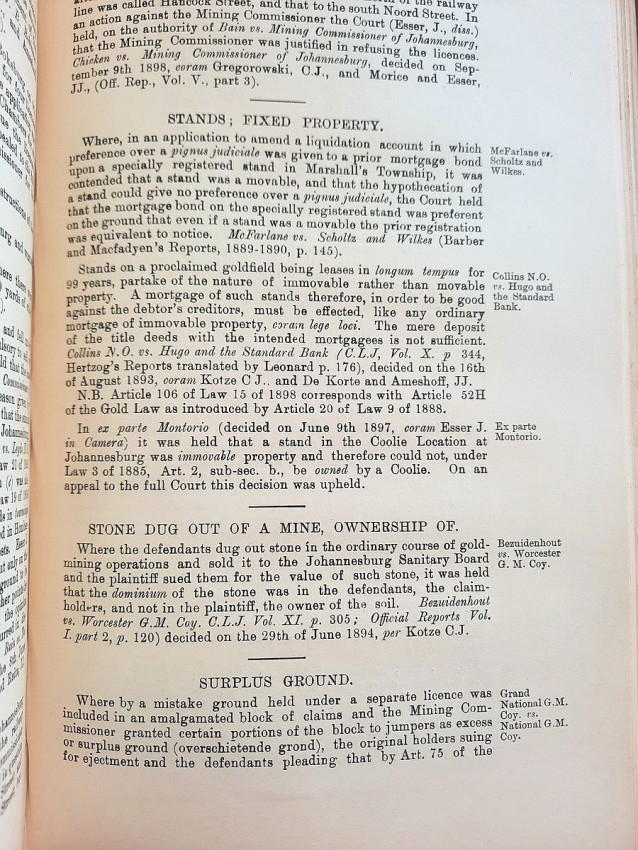 line was called Hancock Street, and that to the south Noord Street. In
an action against the Mining Commissioner the Court (Esser, J., diss.)
held, on the authority of Bain vs. Mining Commissioner of Johannesburg,
that the Mining Commissioner was justified in refusing the licences.
Chicken vs. Mining Commissioner of Johannesburg, decided on Sep-
tember 9th 1898, coram Gregorowski, C.J., and Morice and Esser,
JJ., (Off. Rep., Vol. V., part 3).
STANDS; FIXED PROPERTY.
Where, in an application to amend a liquidation account in which
preference over a pignus judiciale was given to a prior mortgage bond
upon a specially registered stand in Marshall's Township, it was
contended that a stand was a movable, and that the hypothecation of
a stand could give no preference over a pignus judiciale, the Court held
that the mortgage bond on the specially registered stand was preferent
on the ground that even if a stand was a movable the prior registration
was equivalent to notice. McFarlane vs. Scholtz and Wilkes (Barber
and Macfadyen's Reports, 1889-1890, p. 145).
McFarlane vs.
Scholtz and
Wilkes.
Stands on a proclaimed goldfield being leases in longum tempus for
99 years, partake of the nature of immovable rather than movable
property. A mortgage of such stands therefore, in order to be good
against the debtor's creditors, must be effected, like any ordinary
mortgage of immovable property, coram lege loci. The mere deposit
of the title deeds with the intended mortgagees is not sufficient.
Collins N.O. vs. Hugo and the Standard Bank (C.L.J, Vol. X. p 344,
Hertzog's Reports translated by Leonard p. 176), decided on the 16th
of August 1893, coram Kotze C J.. and De Korte and Ameshoff, JJ.
Collins N.O.
vs. Hugo and
the Standard
Bank.
N.B. Article 106 of Law 15 of 1898 corresponds with Article 52H
of the Gold Law as introduced by Article 20 of Law 9 of 1888.
In ex parte Montorio (decided on June 9th 1897, coram Esser J.
in Camera) it was held that a stand in the Coolie Location at
Johannesburg was immovable property and therefore could not, under
Law 3 of 1885, Art. 2, sub-sec. b., be owned by a Coolie. On an
appeal to the full Court this decision was upheld.
Ex parte
Montorio.
STONE DUG OUT OF A MINE, OWNERSHIP OF.
Where the defendants dug out stone in the ordinary course of gold-
mining operations and sold it to the Johannesburg Sanitary Board
and the plaintiff sued them for the value of such stone, it was held
that the dominium of the stone was in the defendants, the claim-
holders, and not in the plaintiff, the owner of the soil. Bezuidenhout
vs. Worcester G.M. Coy. C.L.J. Vol. XI. p. 305; Official Reports Vol.
I. part 2, p. 120) decided on the 29th of June 1894, per Kotze C.J.
Bezuidenhout
vs. Worcester
G. M. Coy.
SURPLUS GROUND.
Where by a mistake ground held under a separate licence was
included in an amalgamated block of claims and the Mining Com-
missioner granted certain portions of the block to jumpers as excess
or surplus ground (overschietende grond), the original holders suing
for ejectment and the defendants pleading that by Art. 75 of the
Grand
National G.M.
Coy. vs.
National G.M.
Coy.